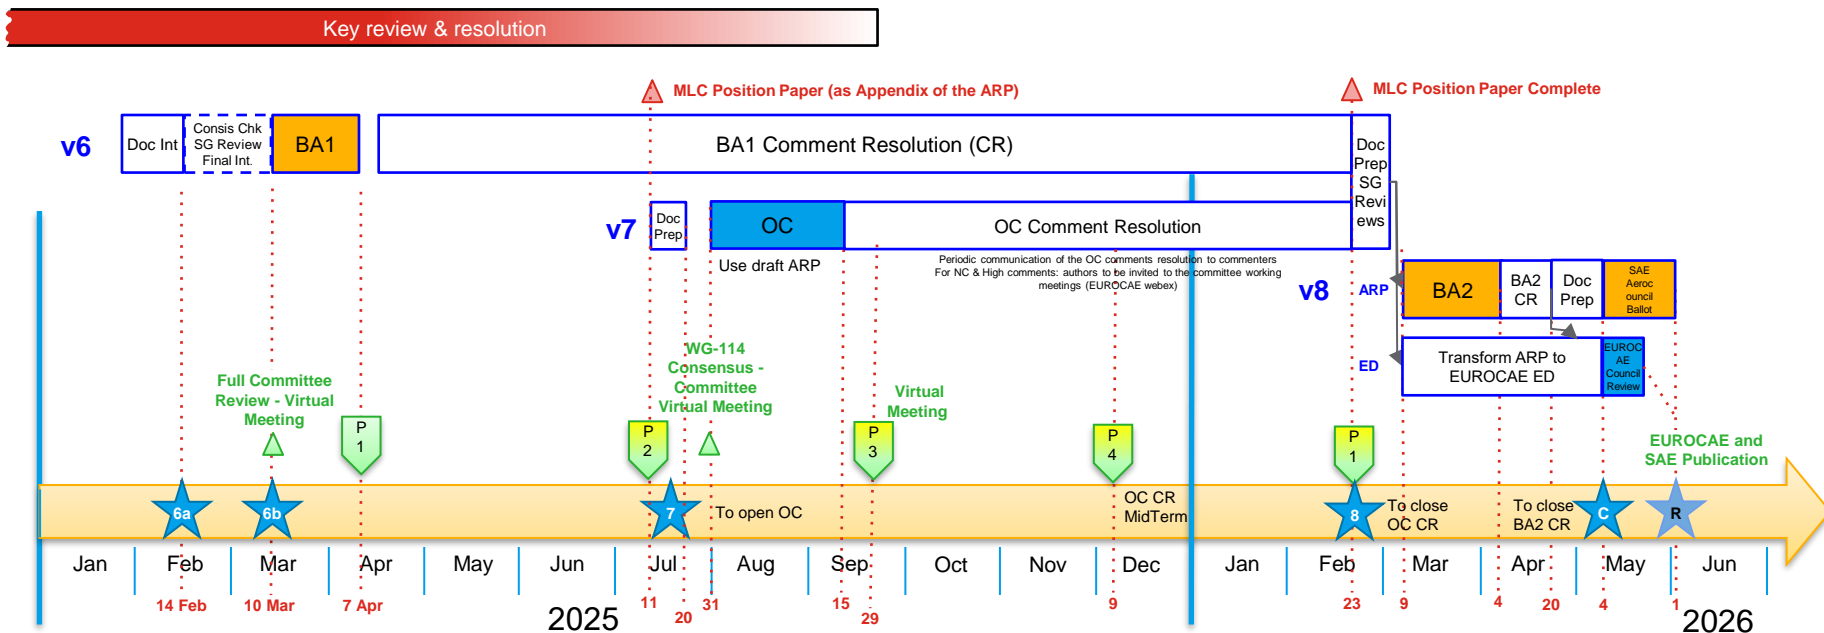 Key review & resolution
MLC Position Paper (as Appendix of the ARP)
MLC Position Paper Complete
v6
Doc Int
Consis Chk
SG Review
Final Int.
BA1
BA1 Comment Resolution (CR)
Doc
Prep
SG
Revi
ews
v7
Doc
Prep
OC
OC Comment Resolution
Use draft ARP
Periodic communication of the OC comments resolution to commenters
For NC & High comments: authors to be invited to the committee working
meetings (EUROCAE webex)
v8
ARP
BA2
BA2
CR
Doc
Prep
SAE
Aeroc
ouncil
Ballot
ED
Transform ARP to
EUROCAE ED
EUROC
AE
Council
Review
Full Committee
Review - Virtual
Meeting
P
1
WG-114
Consensus -
Committee
Virtual Meeting
P
2
Virtual
Meeting
P
3
P
4
P
1
EUROCAE and
SAE Publication
6a
6b
7
To open OC
OC CR
MidTerm
8
To close
OC CR
To close
BA2 CR
C
R
Jan
Feb
Mar
Apr
May
Jun
Jul
Aug
Sep
Oct
Nov
Dec
Jan
Feb
Mar
Apr
May
Jun
14 Feb
10 Mar
7 Apr
11
20
31
15
29
9
23
9
4
20
4
1
2025
2026